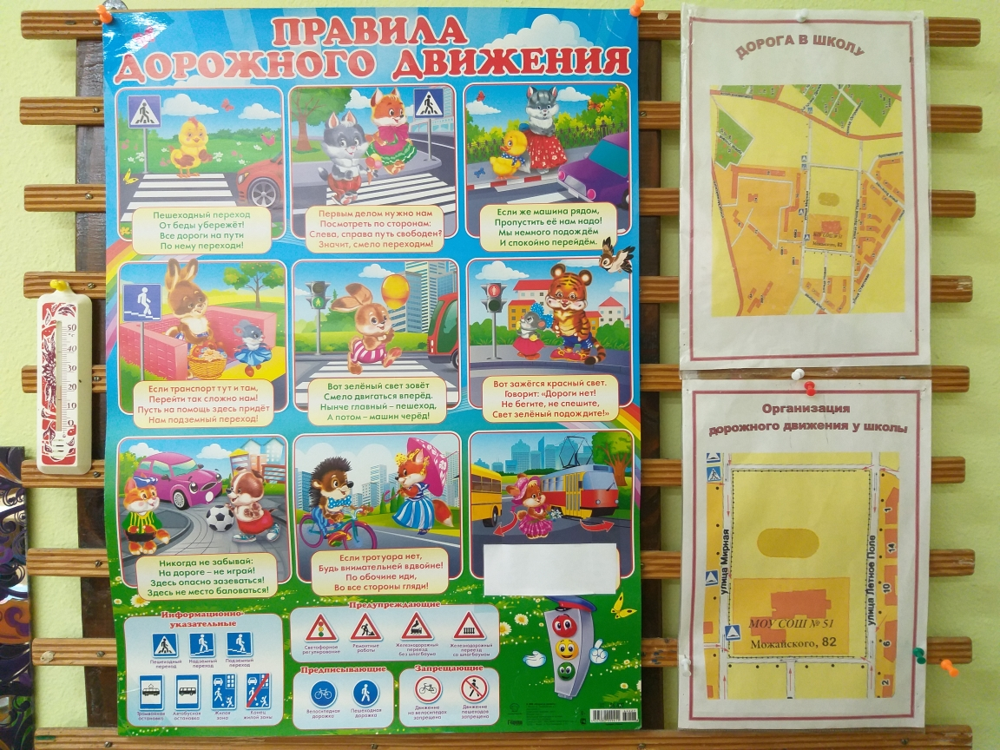 ПРАВИЛА
ДОРОЖНОГО ДВИЖЕНИЯ
Пешеходный переход
От беды убережёт!
Все дороги на пути
По нему переходи!
Первым делом нужно нам
Посмотреть по сторонам:
Слева, справа путь свободен?
Значит, смело переходим!
Если же машина рядом,
Пропустить её нам надо!
Мы немного подождём
И спокойно перейдём.
Если транспорт тут и там,
Перейти так сложно нам!
Пусть на помощь здесь придёт
Нам подземный переход!
Вот зелёный свет зовёт
Смело двигаться вперёд.
Нынче главный – пешеход,
А потом – машин черёд!
Вот зажёгся красный свет.
Говорит: «Дороги нет!
Не бегите, не спешите,
Свет зелёный подождите!»
Никогда не забывай:
На дороге – не играй!
Здесь опасно зазеваться!
Здесь не место баловаться!
Если тротуара нет,
Будь внимательней вдвойне!
По обочине иди,
Во все стороны гляди!
Информационно-
указательные
Пешеходный
переход
Надземный
переход
Подземный
переход
Трамвайная
остановка
Автобусная
остановка
Жилая
зона
Конец
жилой зоны
Предупреждающие
Светофорное
регулирование
Ремонтные
работы
Железнодорожный
переезд
без шлагбаума
Железнодорожный
переезд
со шлагбаумом
Предписывающие
Велосипедная
дорожка
Пешеходная
дорожка
Запрещающие
Движение
на велосипедах
запрещено
Движение
пешеходов
запрещено
50
40
30
20
10
0
ДОРОГА В ШКОЛУ
Организация
дорожного движения у школы
улица Мирная
улица Летное Поле
1
14
10
6
2
МОУ СОШ № 51
Можайского, 82